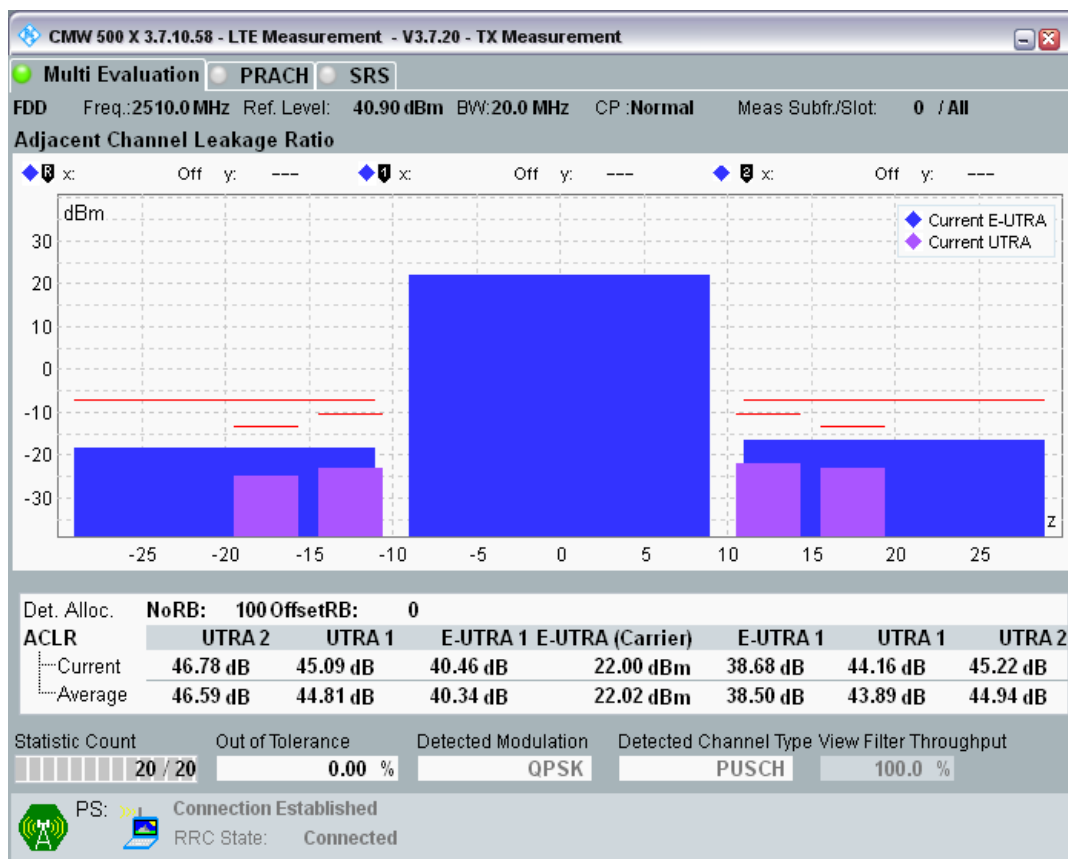 CMW 500 X 3.7.10.58 - LTE Measurement - V3.7.20 - TX Measurement
Multi Evaluation PRACH SRS
FDD Freq.:2510.0 MHz Ref. Level: 40.90 dBm BW:20.0 MHz CP :Normal Meas Subfr./Slot: 0 / All
Adjacent Channel Leakage Ratio
R x: Off y: --- 1 x: Off y: --- 2 x: Off y: ---
dBm
Current E-UTRA
Current UTRA
30
20
10
0
-10
-20
-30
z
-25 -20 -15 -10 -5 0 5 10 15 20 25
Det. Alloc. NoRB: 100 OffsetRB: 0
ACLR UTRA 2 UTRA 1 E-UTRA 1 E-UTRA (Carrier) E-UTRA 1 UTRA 1 UTRA 2
Current 46.78 dB 45.09 dB 40.46 dB 22.00 dBm 38.68 dB 44.16 dB 45.22 dB
Average 46.59 dB 44.81 dB 40.34 dB 22.02 dBm 38.50 dB 43.89 dB 44.94 dB
Statistic Count Out of Tolerance Detected Modulation Detected Channel Type View Filter Throughput
20 / 20 0.00 % QPSK PUSCH 100.0 %
PS: Connection Established
RRC State: Connected